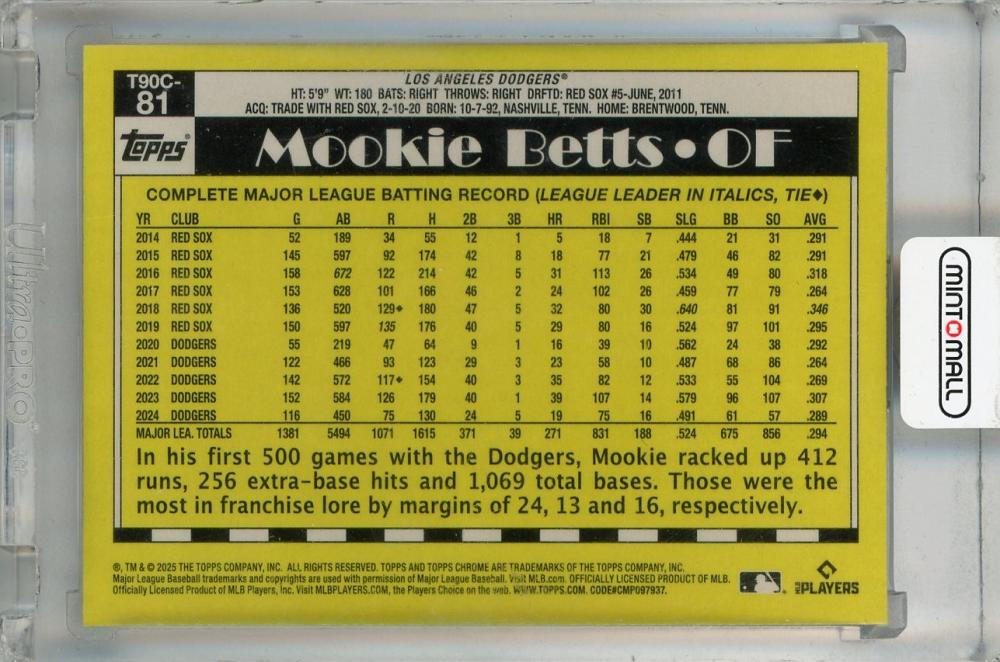 T90C-
81
LOS ANGELES DODGERS®
HT: 5'9" WT: 180 BATS: RIGHT THROWS: RIGHT DRFTD: RED SOX #5-JUNE, 2011
ACQ: TRADE WITH RED SOX, 2-10-20 BORN: 10-7-92, NASHVILLE, TENN. HOME: BRENTWOOD, TENN.
TOPPS®
Mookie Betts • OF
COMPLETE MAJOR LEAGUE BATTING RECORD (LEAGUE LEADER IN ITALICS, TIE◆)
YR CLUB G AB R H 2B 3B HR RBI SB SLG BB SO AVG
2014 RED SOX 52 189 34 55 12 1 5 18 7 .444 21 31 .291
2015 RED SOX 145 597 92 174 42 8 18 77 21 .479 46 82 .291
2016 RED SOX 158 672 122 214 42 5 31 113 26 .534 49 80 .318
2017 RED SOX 153 628 101 166 46 2 24 102 26 .459 77 79 .264
2018 RED SOX 136 520 129◆ 180 47 5 32 80 30 .640 81 91 .346
2019 RED SOX 150 597 135 176 40 5 29 80 16 .524 97 101 .295
2020 DODGERS 55 219 47 64 9 1 16 39 10 .562 24 38 .292
2021 DODGERS 122 466 93 123 29 3 23 58 10 .487 68 86 .264
2022 DODGERS 142 572 117◆ 154 40 3 35 82 12 .533 55 104 .269
2023 DODGERS 152 584 126 179 40 1 39 107 14 .579 96 107 .307
2024 DODGERS 116 450 75 130 24 5 19 75 16 .491 61 57 .289
MAJOR LEA. TOTALS 1381 5494 1071 1615 371 39 271 831 188 .524 675 856 .294
In his first 500 games with the Dodgers, Mookie racked up 412
runs, 256 extra-base hits and 1,069 total bases. Those were the
most in franchise lore by margins of 24, 13 and 16, respectively.
®, TM & © 2025 THE TOPPS COMPANY, INC. ALL RIGHTS RESERVED. TOPPS AND TOPPS CHROME ARE TRADEMARKS OF THE TOPPS COMPANY, INC.
Major League Baseball trademarks and copyrights are used with permission of Major League Baseball. Visit MLB.com. OFFICIALLY LICENSED PRODUCT OF MLB.
Officially Licensed Product of MLB Players, Inc. Visit MLBPLAYERS.COM, the Players Choice on the web. WWW.TOPPS.COM. CODE#CMP097937.
MLB PLAYERS
Ultra·PRO
MINTOMALL